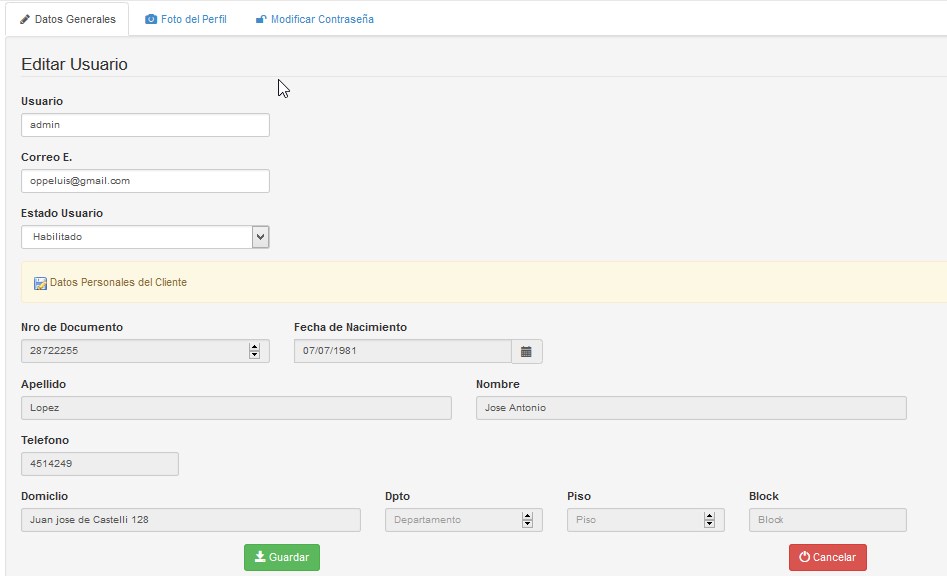 Datos Generales Foto del Perfil Modificar Contraseña
Editar Usuario
Usuario
admin
Correo E.
oppeluis@gmail.com
Estado Usuario
Habilitado
Datos Personales del Cliente
Nro de Documento Fecha de Nacimiento
28722255 07/07/1981
Apellido Nombre
Lopez Jose Antonio
Telefono
4514249
Domiclio Dpto Piso Block
Juan jose de Castelli 128 Departamento Piso Block
Guardar Cancelar